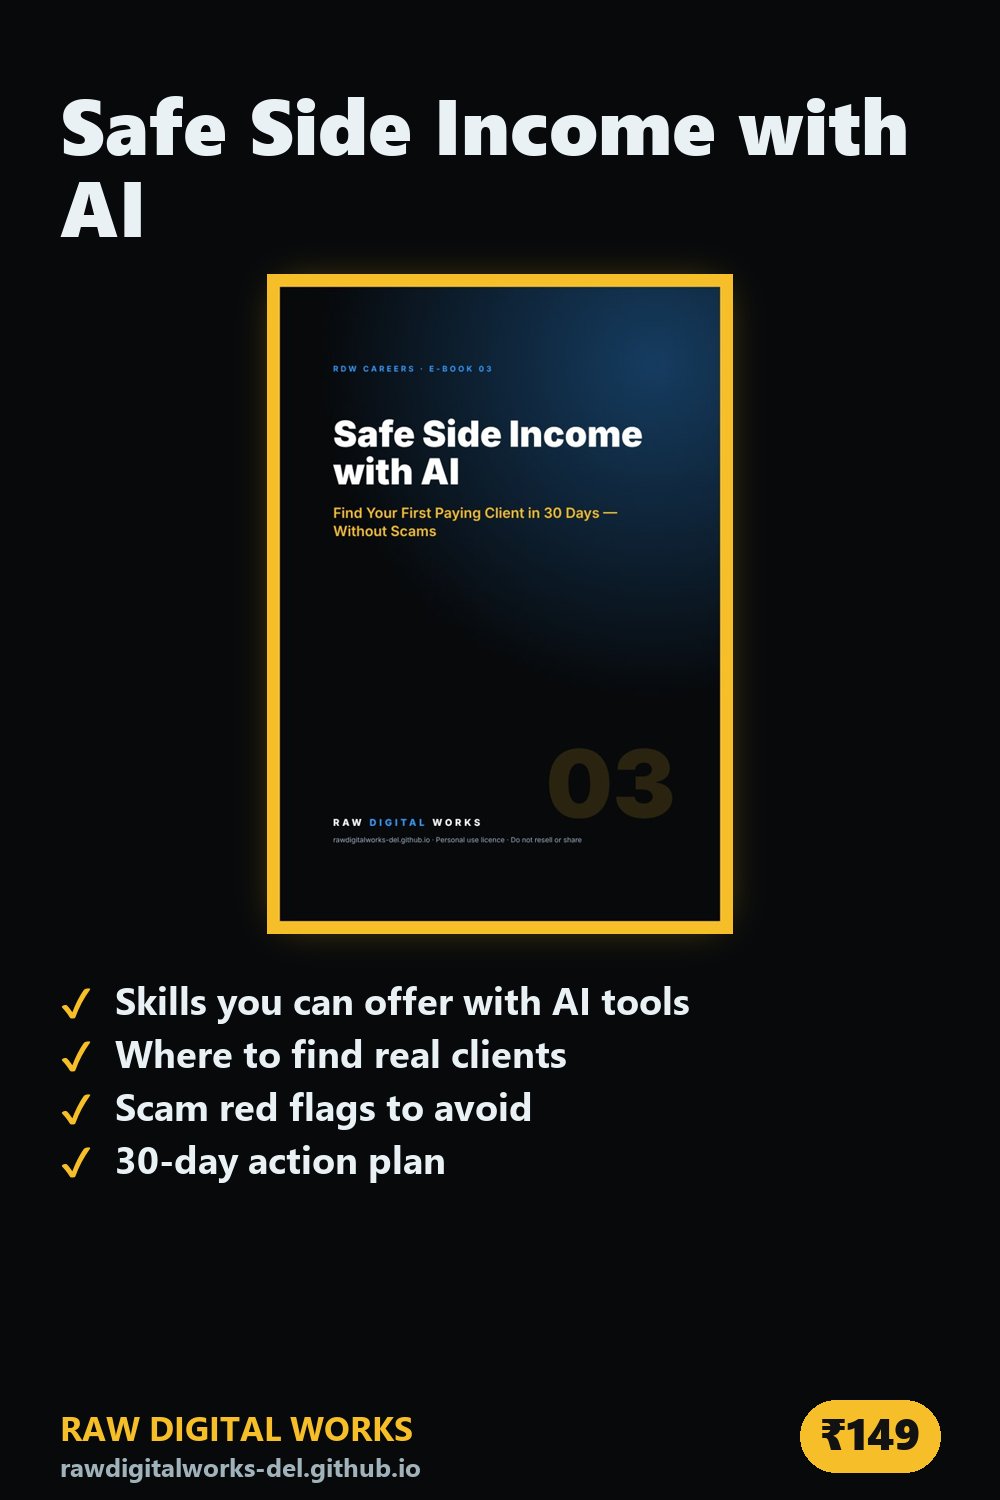 Safe Side Income with
AI
RDW CAREERS · E-BOOK 03
Safe Side Income
with AI
Find Your First Paying Client in 30 Days —
Without Scams
03
RAW DIGITAL WORKS
rawdigitalworks-del.github.io · Personal use licence · Do not resell or share
✓ Skills you can offer with AI tools
✓ Where to find real clients
✓ Scam red flags to avoid
✓ 30-day action plan
RAW DIGITAL WORKS
rawdigitalworks-del.github.io
₹149